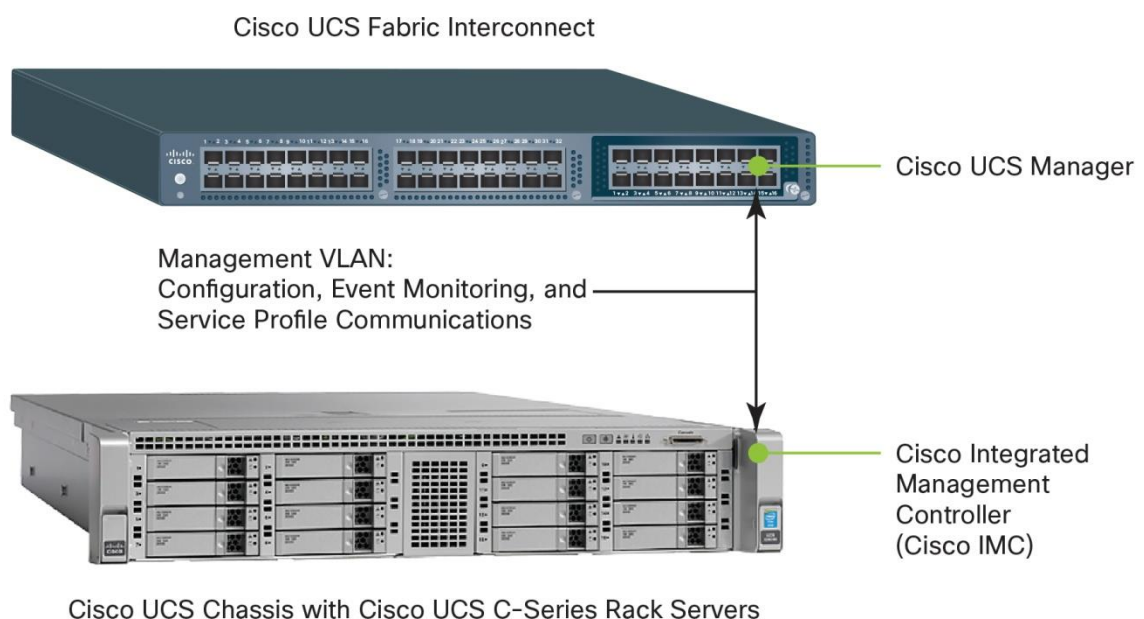 Cisco UCS Fabric Interconnect
CISCO
Cisco UCS Manager
Management VLAN:
Configuration, Event Monitoring, and
Service Profile Communications
Cisco Integrated
Management
Controller
(Cisco IMC)
Cisco UCS Chassis with Cisco UCS C-Series Rack Servers